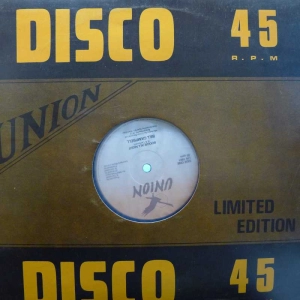 DISCO 45
R.P.M
UNION
UNION
LIMITED
EDITION
DISCO 45